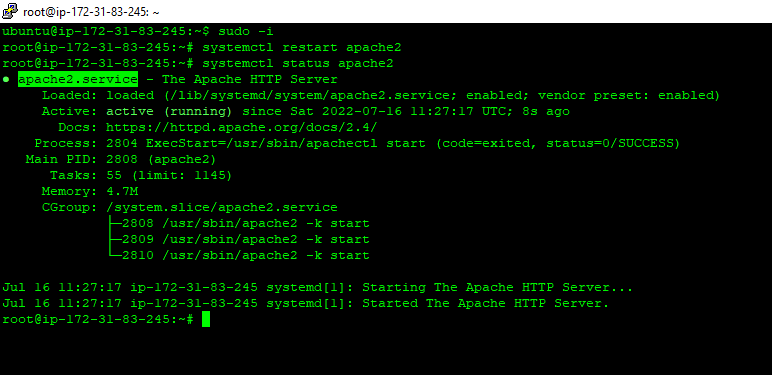 root@ip-172-31-83-245: ~
ubuntu@ip-172-31-83-245:~$ sudo -i
root@ip-172-31-83-245:~# systemctl restart apache2
root@ip-172-31-83-245:~# systemctl status apache2
● apache2.service - The Apache HTTP Server
     Loaded: loaded (/lib/systemd/system/apache2.service; enabled; vendor preset: enabled)
     Active: active (running) since Sat 2022-07-16 11:27:17 UTC; 8s ago
       Docs: https://httpd.apache.org/docs/2.4/
    Process: 2804 ExecStart=/usr/sbin/apachectl start (code=exited, status=0/SUCCESS)
   Main PID: 2808 (apache2)
      Tasks: 55 (limit: 1145)
     Memory: 4.7M
     CGroup: /system.slice/apache2.service
             ├─2808 /usr/sbin/apache2 -k start
             ├─2809 /usr/sbin/apache2 -k start
             └─2810 /usr/sbin/apache2 -k start
Jul 16 11:27:17 ip-172-31-83-245 systemd[1]: Starting The Apache HTTP Server...
Jul 16 11:27:17 ip-172-31-83-245 systemd[1]: Started The Apache HTTP Server.
root@ip-172-31-83-245:~#